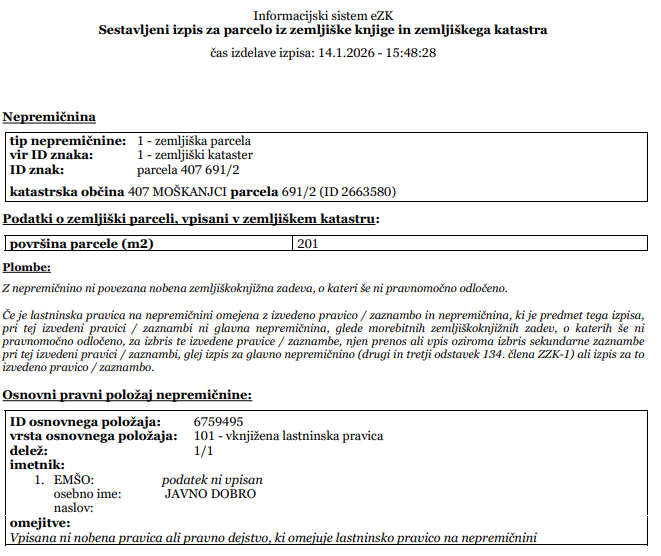 Informacijski sistem eZK
Sestavljeni izpis za parcelo iz zemljiške knjige in zemljiškega katastra
čas izdelave izpisa: 14.1.2026 - 15:48:28
Nepremičnina
tip nepremičnine: 1 - zemljiška parcela
vir ID znaka: 1 - zemljiški kataster
ID znak: parcela 407 691/2
katastrska občina 407 MOŠKANJCI parcela 691/2 (ID 2663580)
Podatki o zemljiški parceli, vpisani v zemljiškem katastru:
površina parcele (m2) 201
Plombe:
Z nepremičnino ni povezana nobena zemljiškoknjižna zadeva, o kateri še ni pravnomočno odločeno.
Če je lastninska pravica na nepremičnini omejena z izvedeno pravico / zaznambo in nepremičnina, ki je predmet tega izpisa,
pri tej izvedeni pravici / zaznambi ni glavna nepremičnina, glede morebitnih zemljiškoknjižnih zadev, o katerih še ni
pravnomočno odločeno, za izbris te izvedene pravice / zaznambe, njen prenos ali vpis oziroma izbris sekundarne zaznambe
pri tej izvedeni pravici / zaznambi, glej izpis za glavno nepremičnino (drugi in tretji odstavek 134. člena ZZK-1) ali izpis za to
izvedeno pravico / zaznambo.
Osnovni pravni položaj nepremičnine:
ID osnovnega položaja: 6759495
vrsta osnovnega položaja: 101 - vknjižena lastninska pravica
delež: 1/1
imetnik:
1. EMŠO: podatek ni vpisan
osebno ime: JAVNO DOBRO
naslov:
omejitve:
Vpisana ni nobena pravica ali pravno dejstvo, ki omejuje lastninsko pravico na nepremičnini